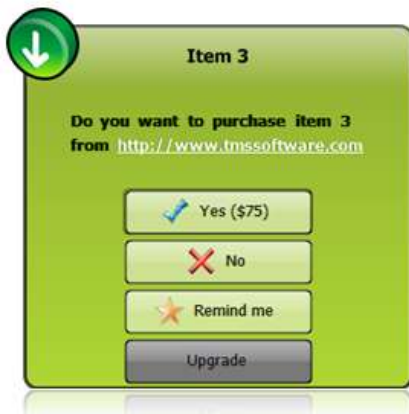 Item 3
Do you want to purchase item 3
from http://www.tmssoftware.com
Yes ($75)
No
Remind me
Upgrade